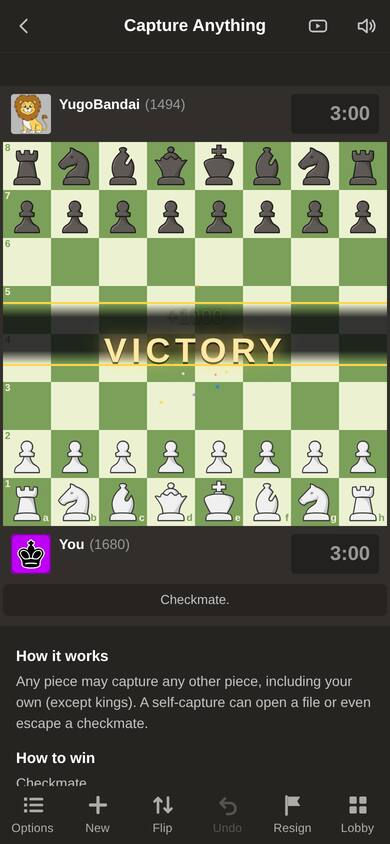 Capture Anything
YugoBandai (1494)
3:00
8
7
6
5
4
VICTORY
3
2
1
a b c d e f g h
You (1680)
3:00
Checkmate.
How it works
Any piece may capture any other piece, including your
own (except kings). A self-capture can open a file or even
escape a checkmate.
How to win
Checkmate
Options New Flip Undo Resign Lobby